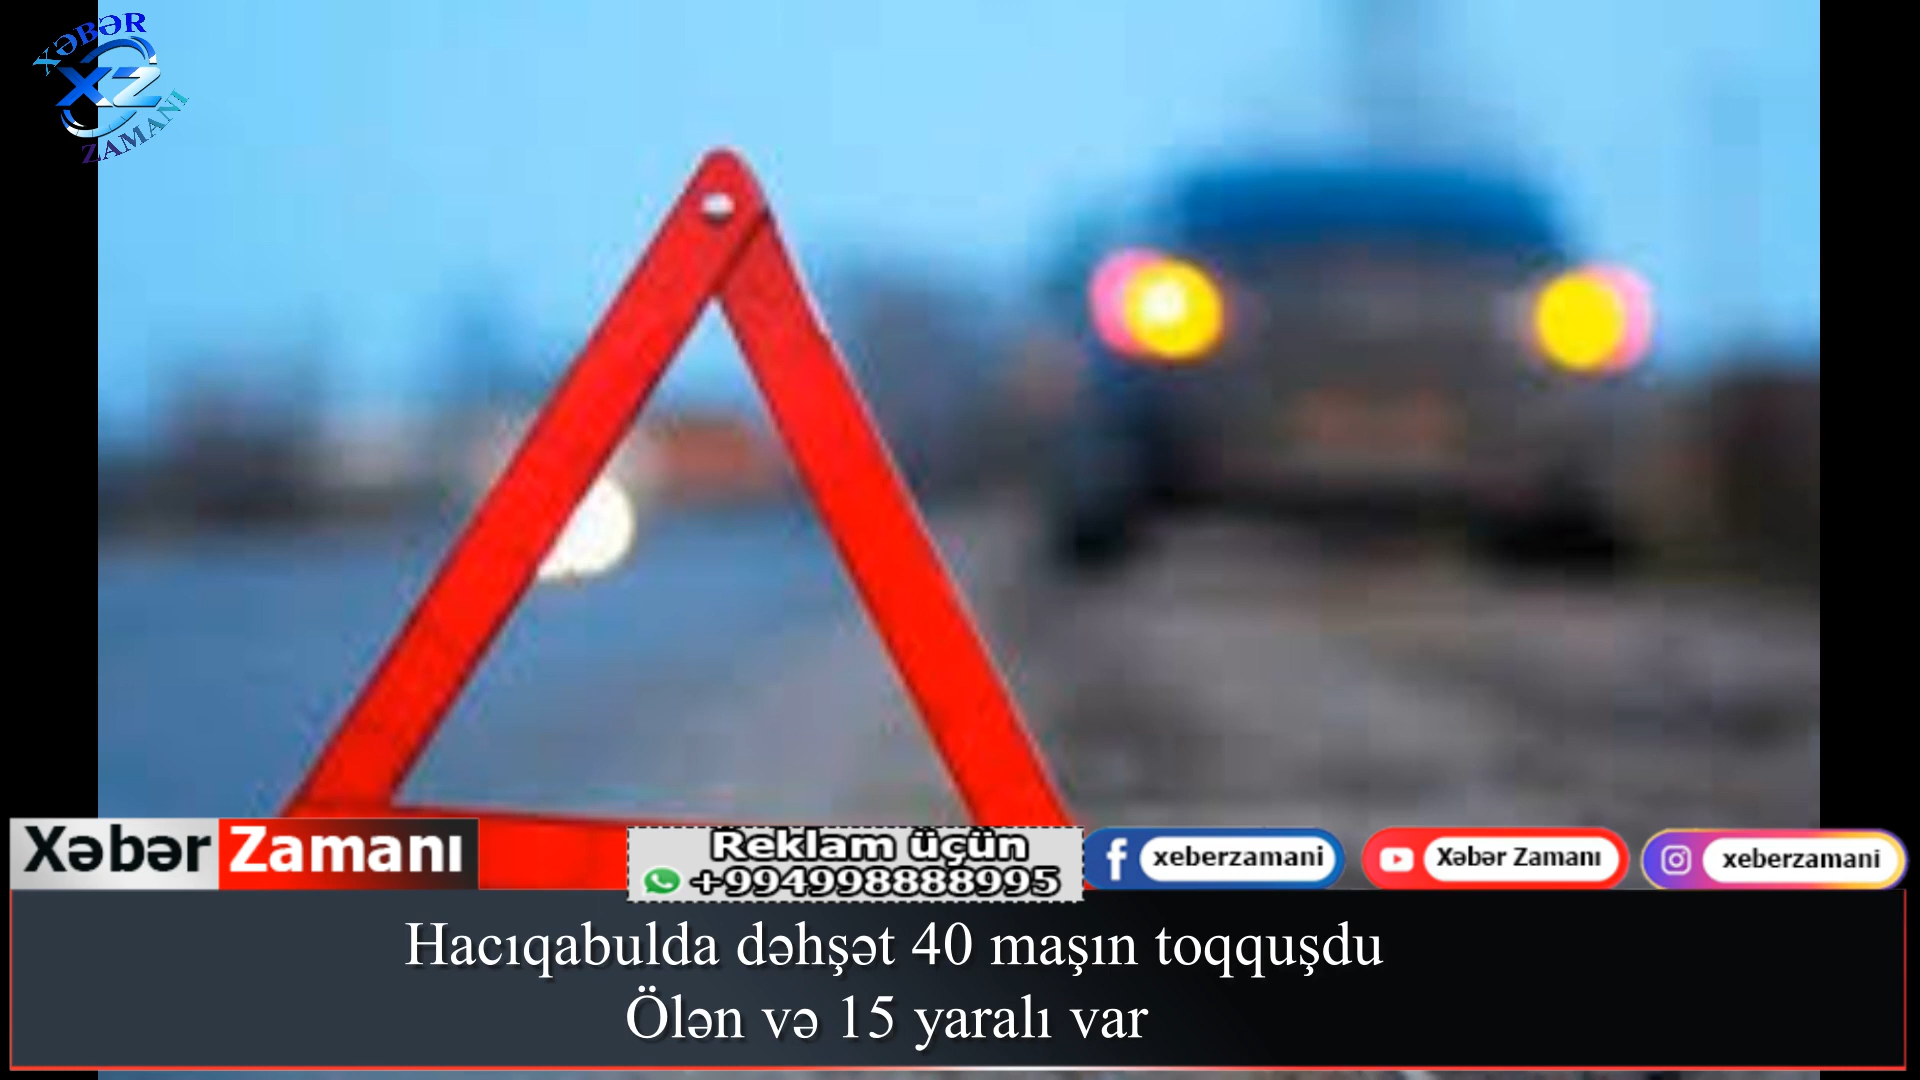 XƏBƏR
XZ
ZAMANI
Xəbər Zamanı
Reklam üçün
+994998888995
xeberzamani
Xəbər Zamanı
xeberzamani
Hacıqabulda dəhşət 40 maşın toqquşdu
Ölən və 15 yaralı var